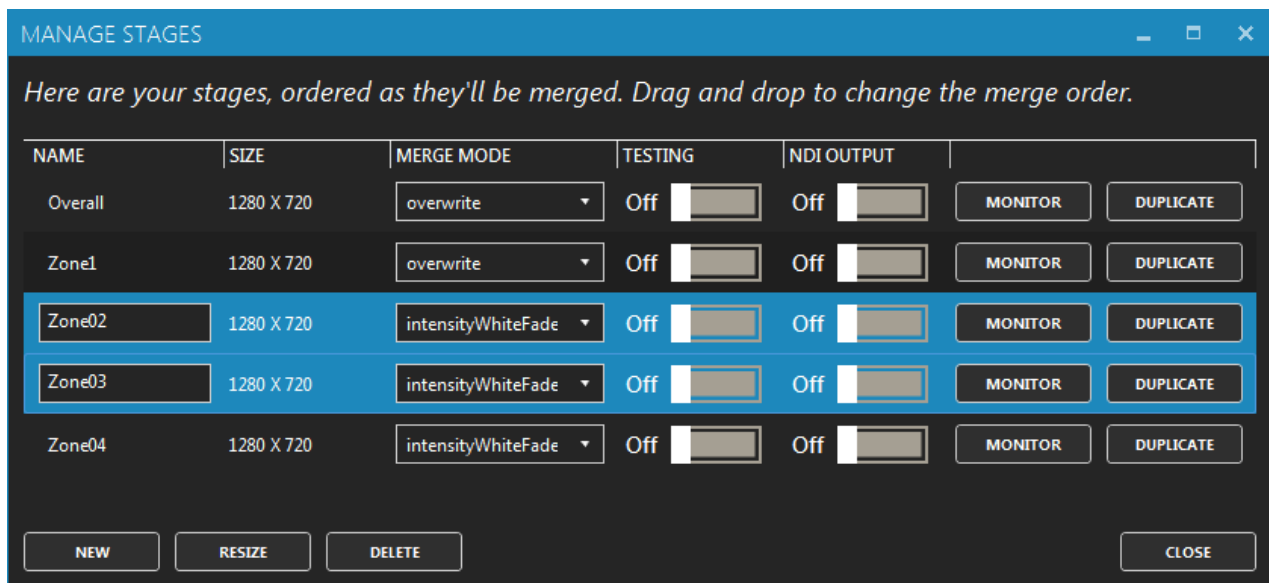 MANAGE STAGES
Here are your stages, ordered as they'll be merged. Drag and drop to change the merge order.
NAME SIZE MERGE MODE TESTING NDI OUTPUT
Overall 1280 X 720 overwrite Off Off MONITOR DUPLICATE
Zone1 1280 X 720 overwrite Off Off MONITOR DUPLICATE
Zone02 1280 X 720 intensityWhiteFade Off Off MONITOR DUPLICATE
Zone03 1280 X 720 intensityWhiteFade Off Off MONITOR DUPLICATE
Zone04 1280 X 720 intensityWhiteFade Off Off MONITOR DUPLICATE
NEW RESIZE DELETE CLOSE